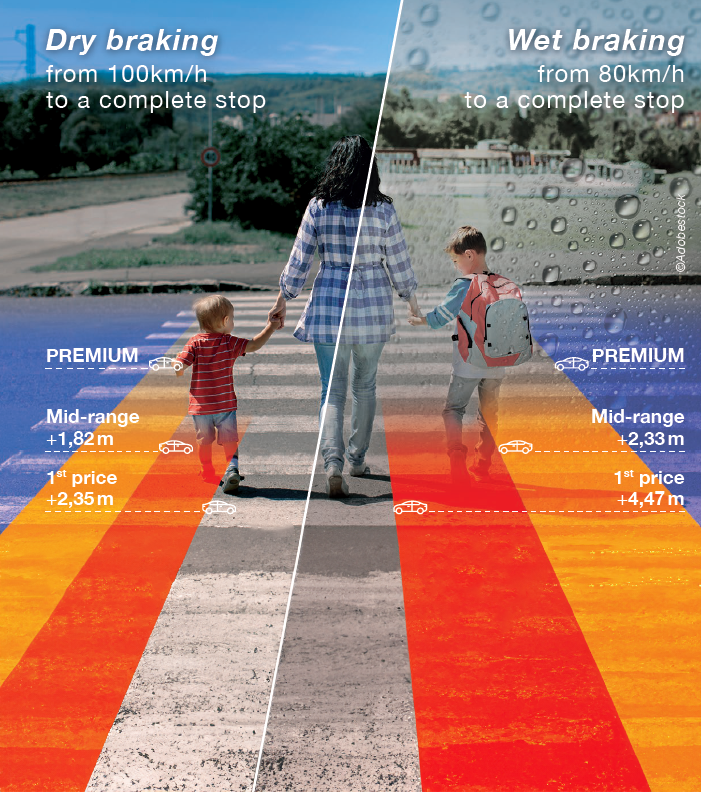 Dry braking
from 100km/h
to a complete stop
Wet braking
from 80km/h
to a complete stop
©Adobestock
PREMIUM
PREMIUM
Mid-range
+1,82 m
Mid-range
+2,33 m
1st price
+2,35 m
1st price
+4,47 m